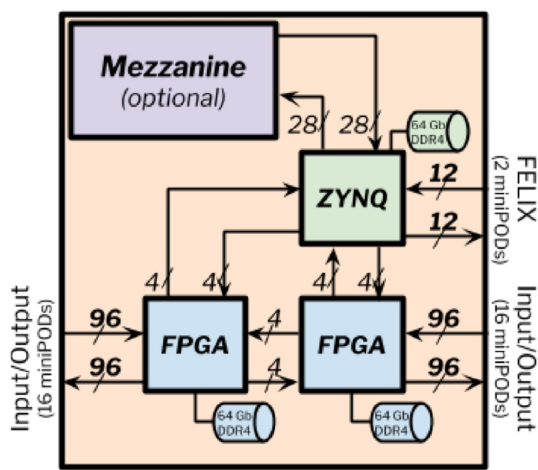 Mezzanine
(optional)
28/ 28/
64 Gb
DDR4
ZYNQ
12
12
FELIX
(2 miniPODs)
4/ 4/ 4/ 4/
Input/Output
(16 miniPODs)
96
96
FPGA
4
4
FPGA
96
96
Input/Output
(16 miniPODs)
64 Gb
DDR4
64 Gb
DDR4